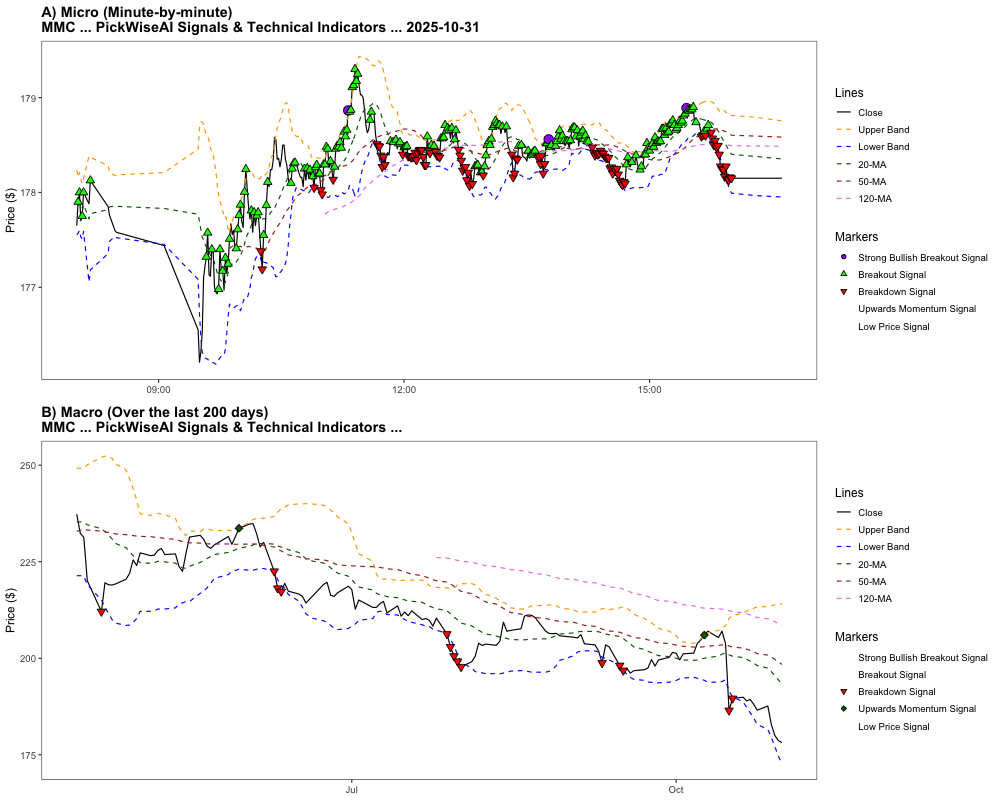 A) Micro (Minute-by-minute)
MMC ... PickWiseAI Signals & Technical Indicators ... 2025-10-31
Price ($)
179
178
177
09:00
12:00
15:00
Lines
Close
Upper Band
Lower Band
20-MA
50-MA
120-MA
Markers
Strong Bullish Breakout Signal
Breakout Signal
Breakdown Signal
Upwards Momentum Signal
Low Price Signal
B) Macro (Over the last 200 days)
MMC ... PickWiseAI Signals & Technical Indicators ...
Price ($)
250
225
200
175
Jul
Oct
Lines
Close
Upper Band
Lower Band
20-MA
50-MA
120-MA
Markers
Strong Bullish Breakout Signal
Breakout Signal
Breakdown Signal
Upwards Momentum Signal
Low Price Signal